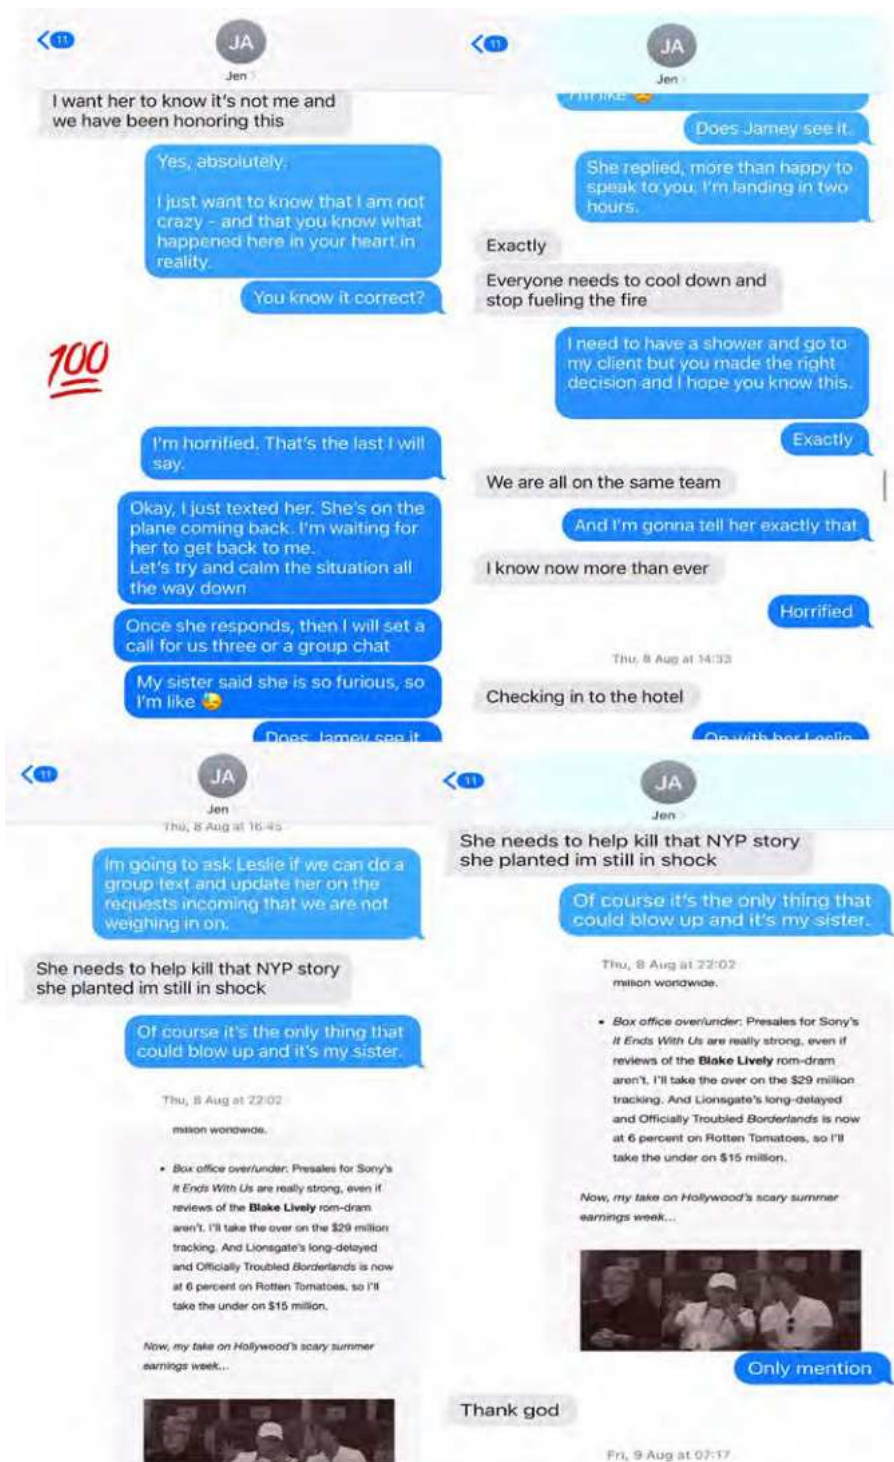 11
JA
Jen
I want her to know it's not me and
we have been honoring this
Yes, absolutely.
I just want to know that I am not
crazy - and that you know what
happened here in your heart in
reality.
You know it correct?
100
I'm horrified. That's the last I will
say.
Okay, I just texted her. She's on the
plane coming back. I'm waiting for
her to get back to me.
Let's try and calm the situation all
the way down
Once she responds, then I will set a
call for us three or a group chat
My sister said she is so furious, so
I'm like 😓
Does Jamey see it.
11
JA
Jen
I'm like 😓
Does Jamey see it.
She replied, more than happy to
speak to you. I'm landing in two
hours.
Exactly
Everyone needs to cool down and
stop fueling the fire
I need to have a shower and go to
my client but you made the right
decision and I hope you know this.
Exactly
We are all on the same team
And I'm gonna tell her exactly that
I know now more than ever
Horrified
Thu, 8 Aug at 14:33
Checking in to the hotel
On with her Leslie
11
JA
Jen
Thu, 8 Aug at 16:45
Im going to ask Leslie if we can do a
group text and update her on the
requests incoming that we are not
weighing in on.
She needs to help kill that NYP story
she planted im still in shock
Of course it's the only thing that
could blow up and it's my sister.
Thu, 8 Aug at 22:02
million worldwide.
• Box office over/under: Presales for Sony's
It Ends With Us are really strong, even if
reviews of the Blake Lively rom-dram
aren't. I'll take the over on the $29 million
tracking. And Lionsgate's long-delayed
and Officially Troubled Borderlands is now
at 6 percent on Rotten Tomatoes, so I'll
take the under on $15 million.
Now, my take on Hollywood's scary summer
earnings week...
11
JA
Jen
She needs to help kill that NYP story
she planted im still in shock
Of course it's the only thing that
could blow up and it's my sister.
Thu, 8 Aug at 22:02
million worldwide.
• Box office over/under: Presales for Sony's
It Ends With Us are really strong, even if
reviews of the Blake Lively rom-dram
aren't. I'll take the over on the $29 million
tracking. And Lionsgate's long-delayed
and Officially Troubled Borderlands is now
at 6 percent on Rotten Tomatoes, so I'll
take the under on $15 million.
Now, my take on Hollywood's scary summer
earnings week...
Only mention
Thank god
Fri, 9 Aug at 07:17